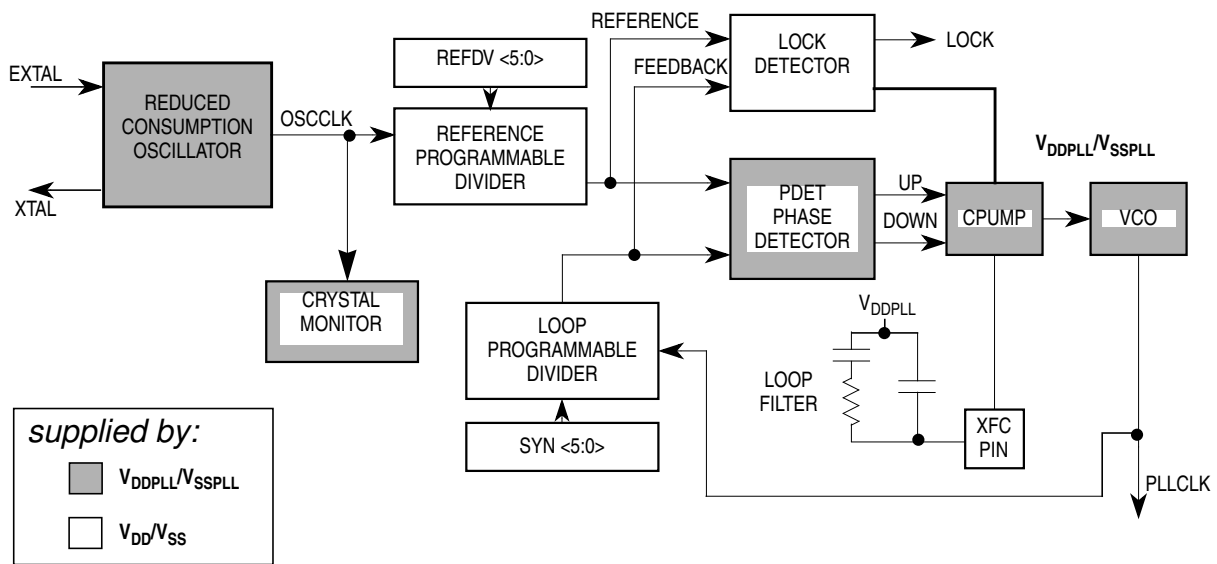 REFERENCE
LOCK
DETECTOR
LOCK
REFDV <5:0>
FEEDBACK
EXTAL
REDUCED
CONSUMPTION
OSCILLATOR
OSCCLK
REFERENCE
PROGRAMMABLE
DIVIDER
VDDPLL/VSSPLL
XTAL
PDET
PHASE
DETECTOR
UP
DOWN
CPUMP
VCO
CRYSTAL
MONITOR
LOOP
PROGRAMMABLE
DIVIDER
VDDPLL
LOOP
FILTER
XFC
PIN
SYN <5:0>
PLLCLK
supplied by:
VDDPLL/VSSPLL
VDD/VSS